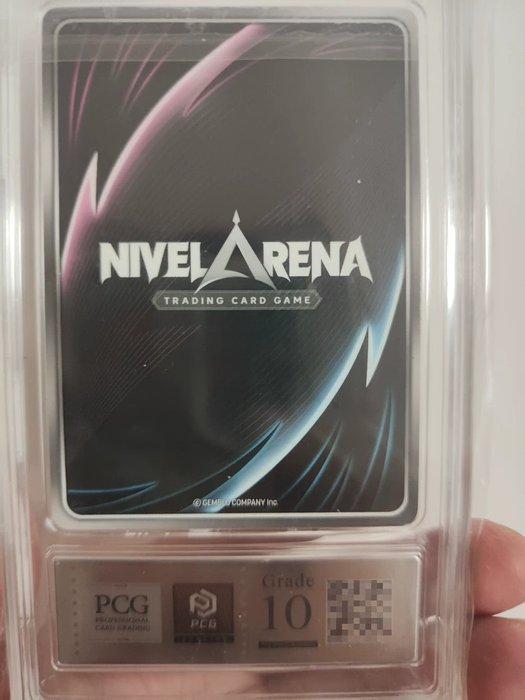 NIVEL ARENA
TRADING CARD GAME
© GEMBLO COMPANY Inc.
PCG
PROFESSIONAL
CARD GRADING
PCG
Grade
10